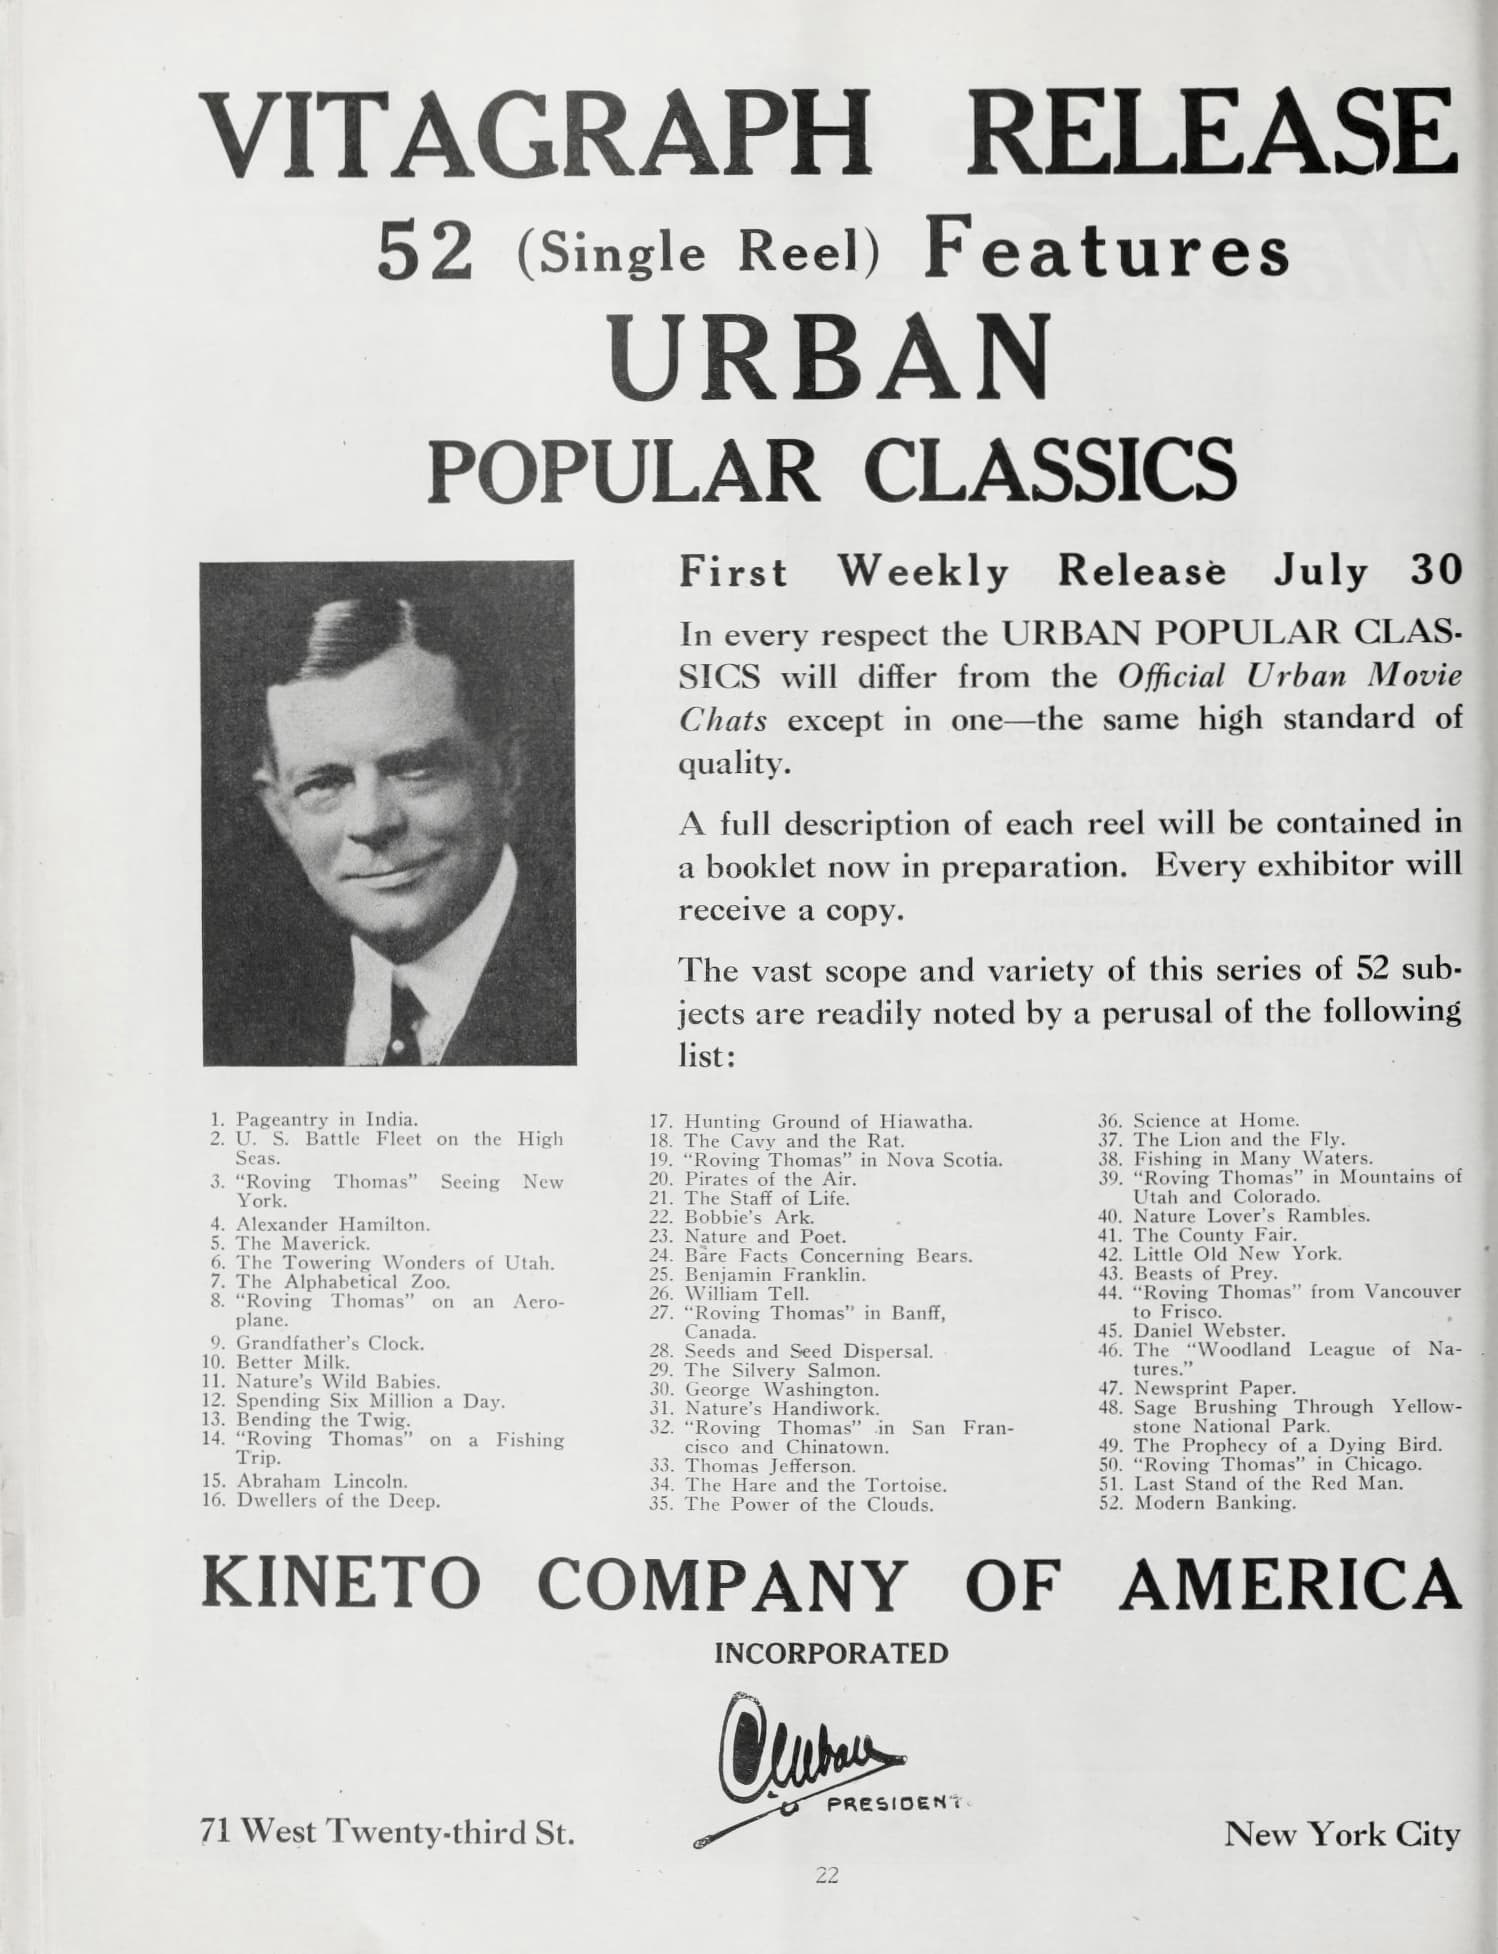 VITAGRAPH RELEASE
52 (Single Reel) Features
URBAN
POPULAR CLASSICS
First Weekly Release July 30
In every respect the URBAN POPULAR CLAS-
SICS will differ from the Official Urban Movie
Chats except in one—the same high standard of
quality.
A full description of each reel will be contained in
a booklet now in preparation. Every exhibitor will
receive a copy.
The vast scope and variety of this series of 52 sub-
jects are readily noted by a perusal of the following
list:
1. Pageantry in India.
2. U. S. Battle Fleet on the High
Seas.
3. “Roving Thomas” Seeing New
York.
4. Alexander Hamilton.
5. The Maverick.
6. The Towering Wonders of Utah.
7. The Alphabetical Zoo.
8. “Roving Thomas” on an Aero-
plane.
9. Grandfather’s Clock.
10. Better Milk.
11. Nature’s Wild Babies.
12. Spending Six Million a Day.
13. Bending the Twig.
14. “Roving Thomas” on a Fishing
Trip.
15. Abraham Lincoln.
16. Dwellers of the Deep.
17. Hunting Ground of Hiawatha.
18. The Cavy and the Rat.
19. “Roving Thomas” in Nova Scotia.
20. Pirates of the Air.
21. The Staff of Life.
22. Bobbie’s Ark.
23. Nature and Poet.
24. Bare Facts Concerning Bears.
25. Benjamin Franklin.
26. William Tell.
27. “Roving Thomas” in Banff,
Canada.
28. Seeds and Seed Dispersal.
29. The Silvery Salmon.
30. George Washington.
31. Nature’s Handiwork.
32. “Roving Thomas” in San Fran-
cisco and Chinatown.
33. Thomas Jefferson.
34. The Hare and the Tortoise.
35. The Power of the Clouds.
36. Science at Home.
37. The Lion and the Fly.
38. Fishing in Many Waters.
39. “Roving Thomas” in Mountains of
Utah and Colorado.
40. Nature Lover’s Rambles.
41. The County Fair.
42. Little Old New York.
43. Beasts of Prey.
44. “Roving Thomas” from Vancouver
to Frisco.
45. Daniel Webster.
46. The “Woodland League of Na-
tures.”
47. Newsprint Paper.
48. Sage Brushing Through Yellow-
stone National Park.
49. The Prophecy of a Dying Bird.
50. “Roving Thomas” in Chicago.
51. Last Stand of the Red Man.
52. Modern Banking.
KINETO COMPANY OF AMERICA
INCORPORATED
C Urban
PRESIDENT
71 West Twenty-third St.
New York City
22